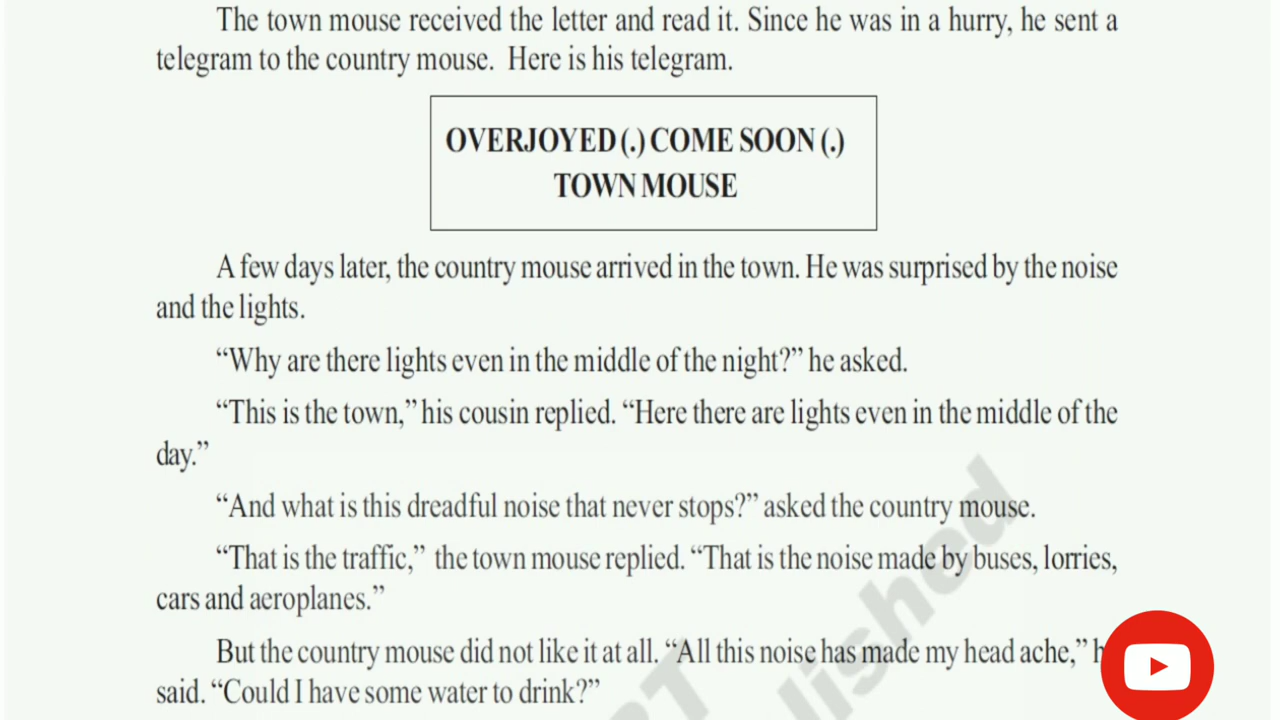 The town mouse received the letter and read it. Since he was in a hurry, he sent a
telegram to the country mouse. Here is his telegram.
OVERJOYED (.) COME SOON (.)
TOWN MOUSE
A few days later, the country mouse arrived in the town. He was surprised by the noise
and the lights.
“Why are there lights even in the middle of the night?” he asked.
“This is the town,” his cousin replied. “Here there are lights even in the middle of the
day.”
“And what is this dreadful noise that never stops?” asked the country mouse.
“That is the traffic,” the town mouse replied. “That is the noise made by buses, lorries,
cars and aeroplanes.”
But the country mouse did not like it at all. “All this noise has made my head ache,”
said. “Could I have some water to drink?”